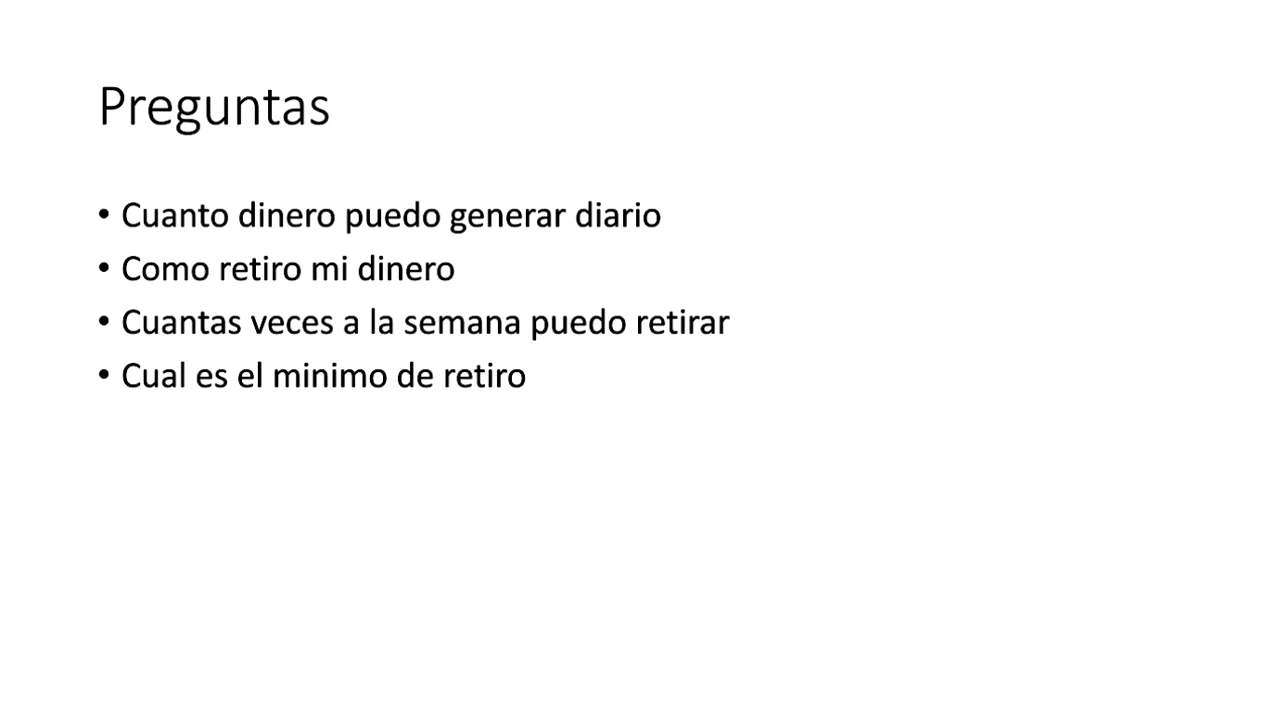 Preguntas
• Cuanto dinero puedo generar diario
• Como retiro mi dinero
• Cuantas veces a la semana puedo retirar
• Cual es el minimo de retiro